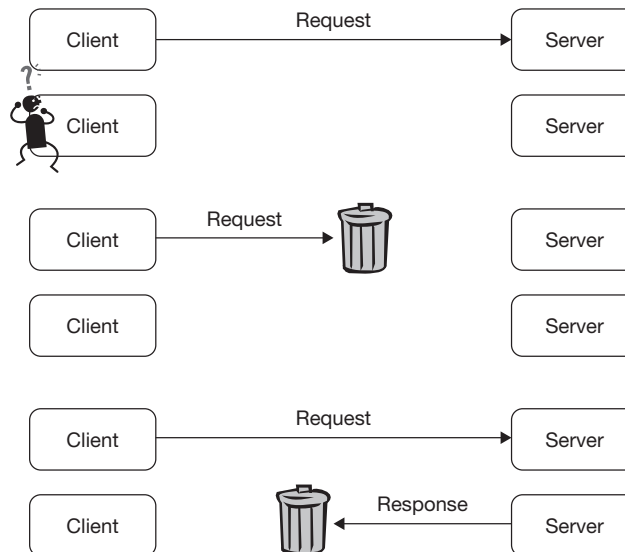 Client Request Server
?
Client Server
Client Request Server
Client Server
Client Request Server
Client Response Server